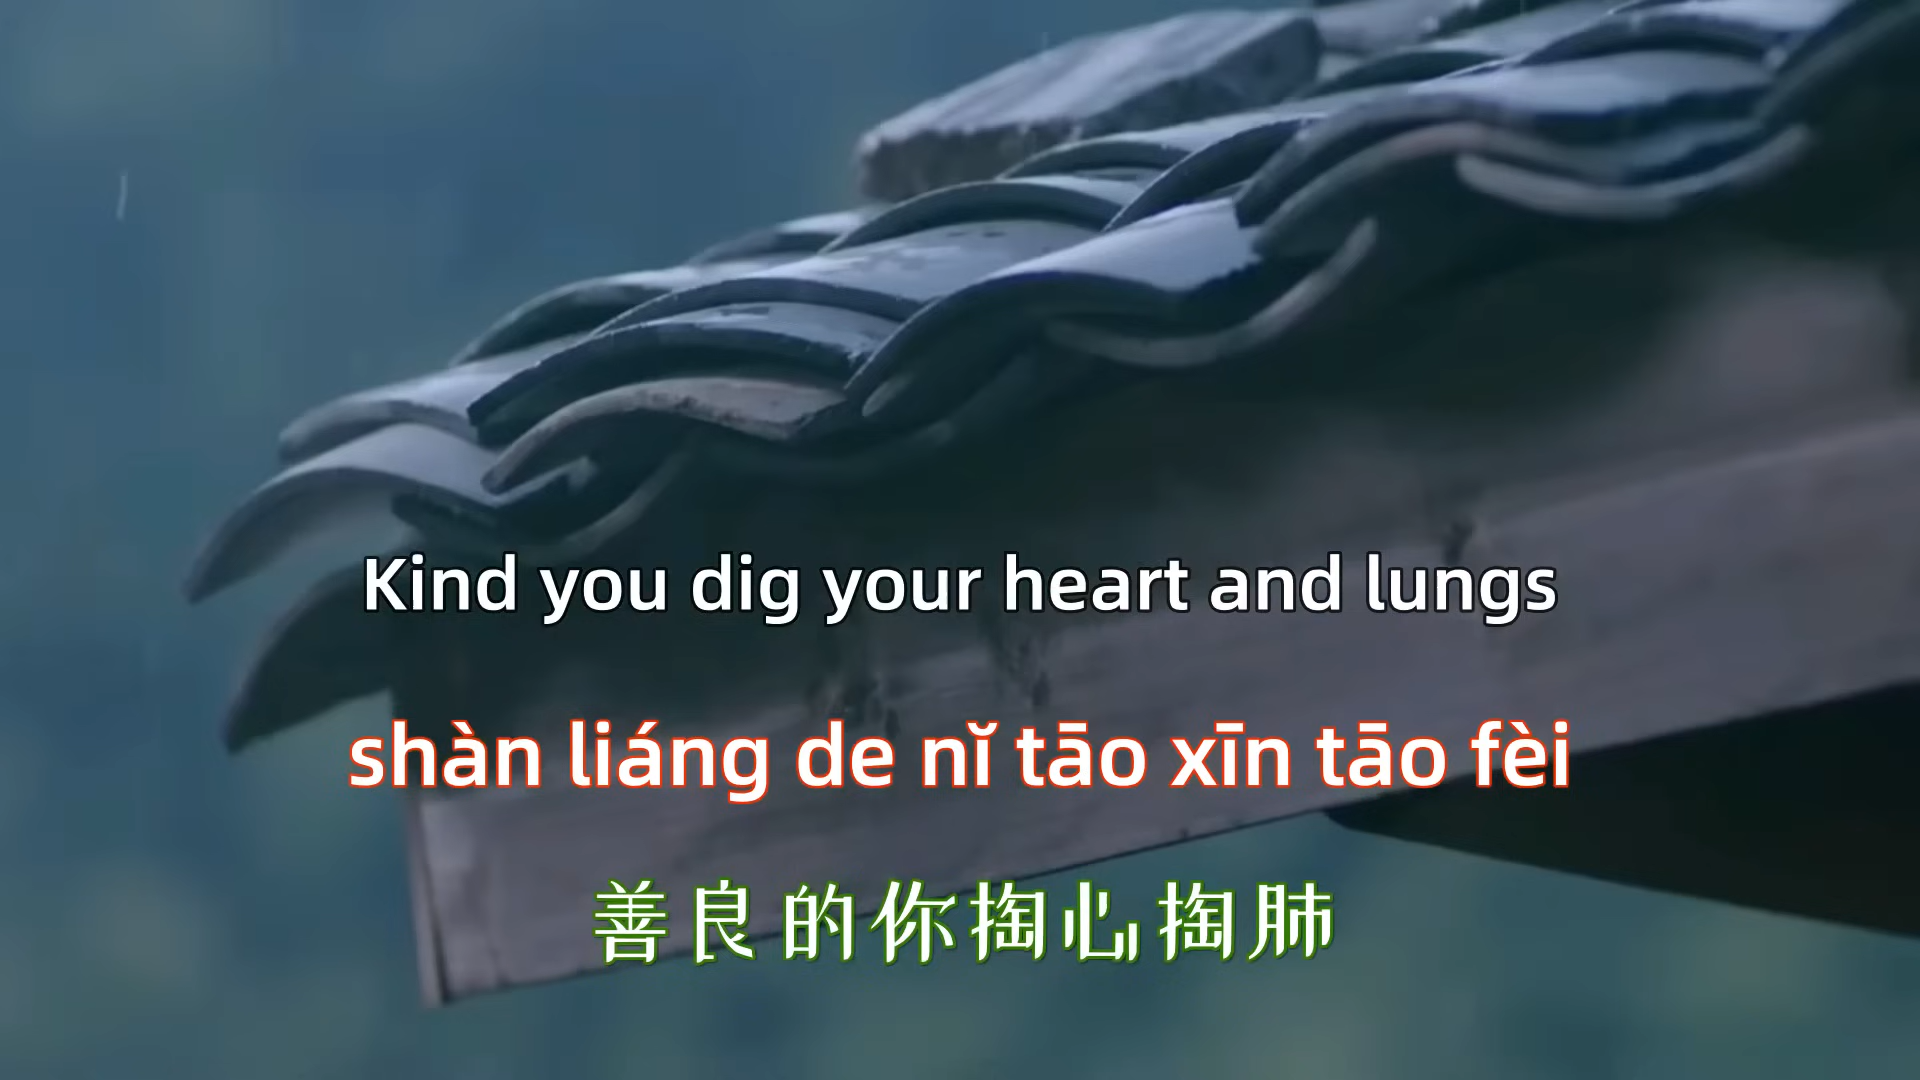 Kind you dig your heart and lungs
shàn liáng de nǐ tāo xīn tāo fèi
善良的你掏心掏肺